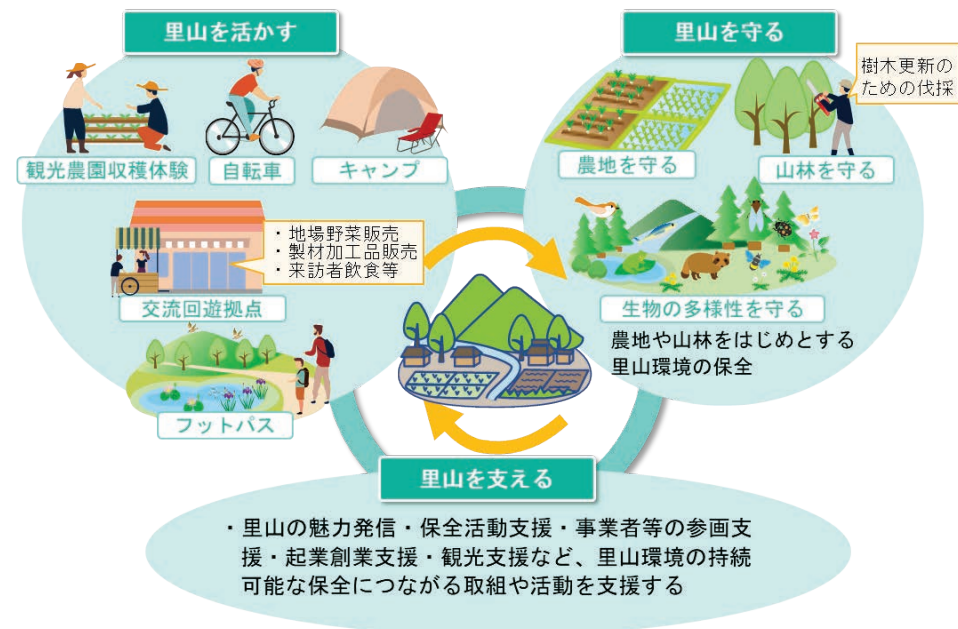 里山を活かす
観光農園収穫体験
自転車
キャンプ
・地場野菜販売
・製材加工品販売
・来訪者飲食等
交流回遊拠点
フットパス
里山を守る
樹木更新の
ための伐採
農地を守る
山林を守る
生物の多様性を守る
農地や山林をはじめとする
里山環境の保全
里山を支える
・里山の魅力発信・保全活動支援・事業者等の参画支
援・起業創業支援・観光支援など、里山環境の持続
可能な保全につながる取組や活動を支援する